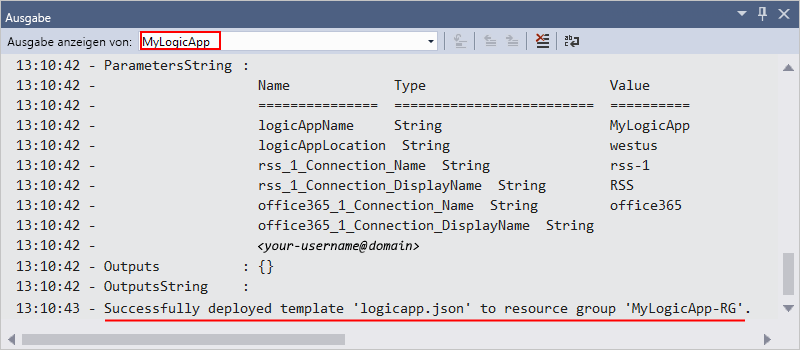 Ausgabe
Ausgabe anzeigen von: MyLogicApp
13:10:42 - ParametersString :
13:10:42 - Name Type Value
13:10:42 - =============== ========================= ==========
13:10:42 - logicAppName String MyLogicApp
13:10:42 - logicAppLocation String westus
13:10:42 - rss_1_Connection_Name String rss-1
13:10:42 - rss_1_Connection_DisplayName String RSS
13:10:42 - office365_1_Connection_Name String office365
13:10:42 - office365_1_Connection_DisplayName String
13:10:42 - <your-username@domain>
13:10:42 - Outputs : {}
13:10:42 - OutputsString :
13:10:43 - Successfully deployed template 'logicapp.json' to resource group 'MyLogicApp-RG'.